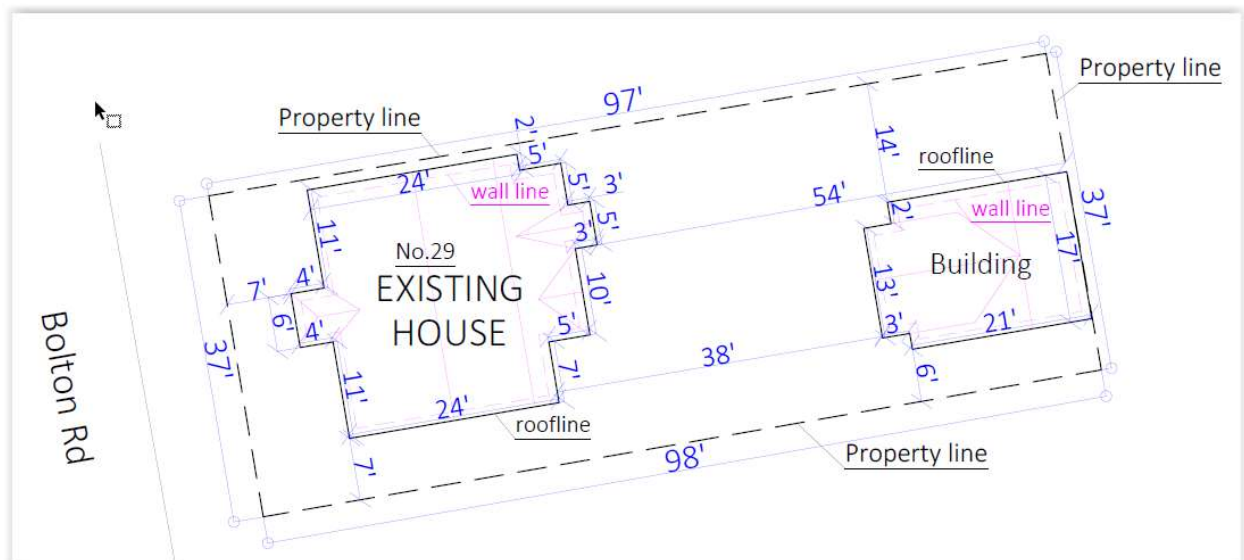 97'
Property line
Property line
2'
5'
14'
24'
wall line
5'
3'
roofline
54'
37'
2'
wall line
5'
3'
11'
No.29
EXISTING
HOUSE
Building
17'
7'
4'
10'
13'
6'
4'
5'
3'
21'
Bolton Rd
37'
11'
7'
38'
6'
24'
roofline
7'
98'
Property line